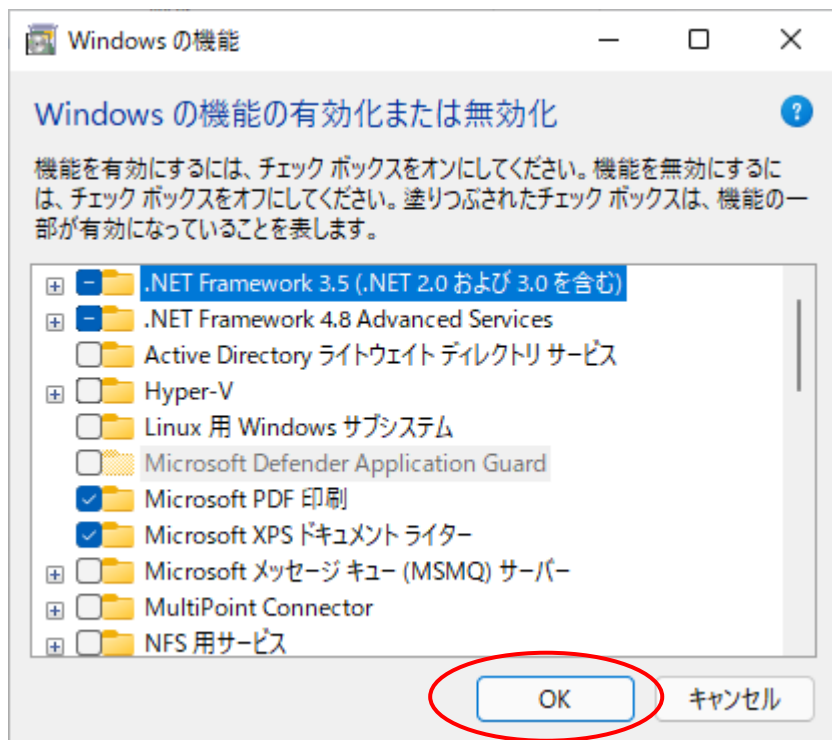 Windows の機能
Windows の機能の有効化または無効化
?
機能を有効にするには、チェック ボックスをオンにしてください。機能を無効にするに
は、チェック ボックスをオフにしてください。塗りつぶされたチェック ボックスは、機能の一
部が有効になっていることを表します。
.NET Framework 3.5 (.NET 2.0 および 3.0 を含む)
.NET Framework 4.8 Advanced Services
Active Directory ライトウェイト ディレクトリ サービス
Hyper-V
Linux 用 Windows サブシステム
Microsoft Defender Application Guard
Microsoft PDF 印刷
Microsoft XPS ドキュメント ライター
Microsoft メッセージ キュー (MSMQ) サーバー
MultiPoint Connector
NFS 用サービス
OK
キャンセル